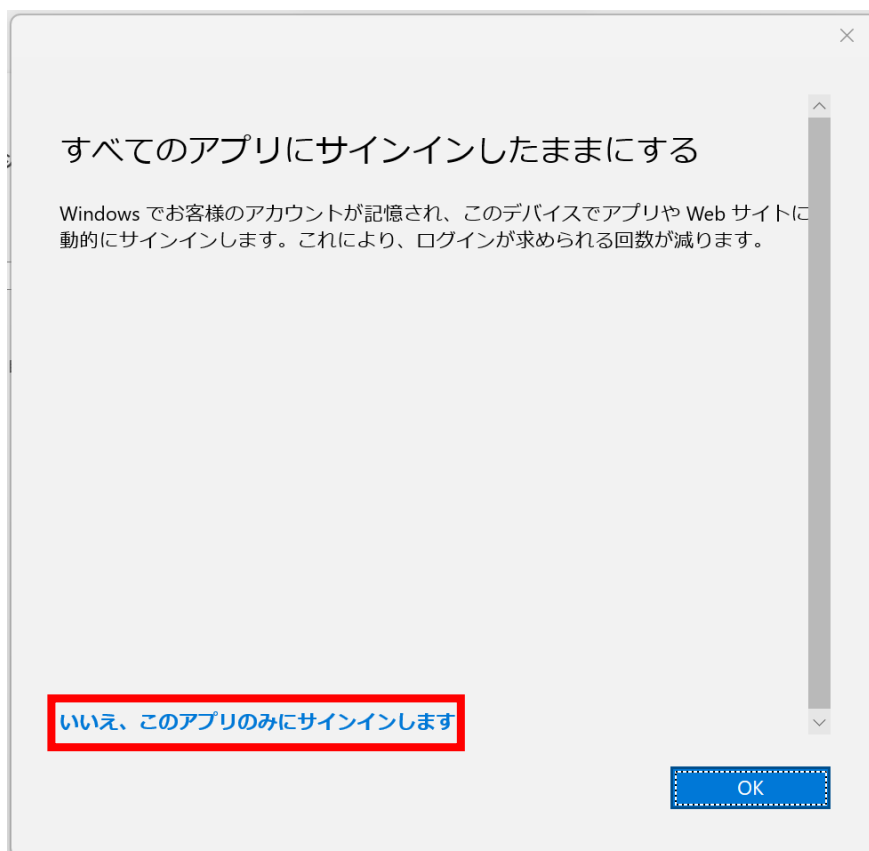 すべてのアプリにサインインしたままにする
Windows でお客様のアカウントが記憶され、このデバイスでアプリや Web サイトに
動的にサインインします。これにより、ログインが求められる回数が減ります。
いいえ、このアプリのみにサインインします
OK